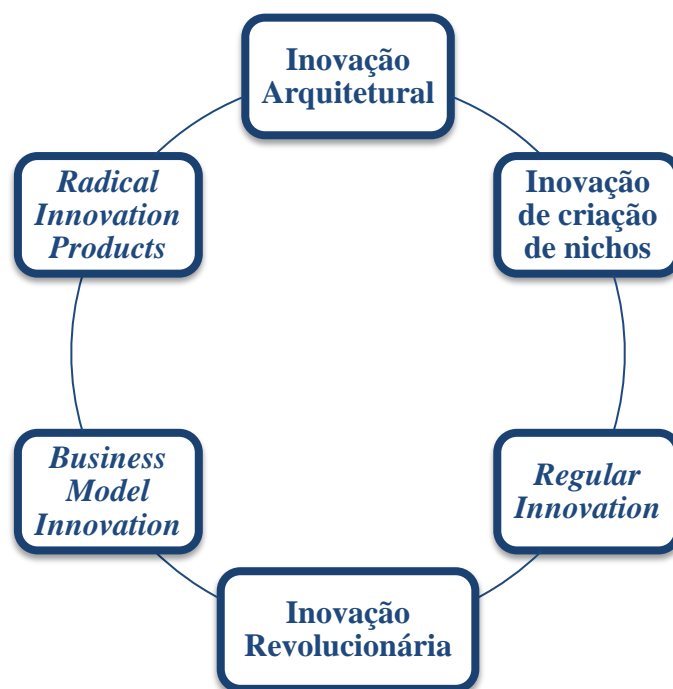 Inovação
Arquitetural
Inovação
de criação
de nichos
Regular
Innovation
Inovação
Revolucionária
Business
Model
Innovation
Radical
Innovation
Products